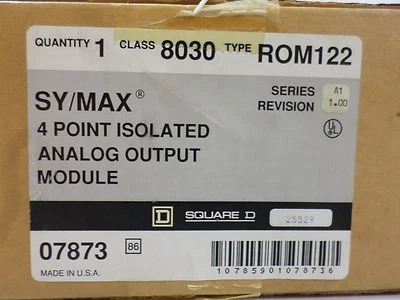 QUANTITY 1 CLASS 8030 TYPE ROM122
SY/MAX®
4 POINT ISOLATED
ANALOG OUTPUT
MODULE
SERIES A1
REVISION 1.00
UL
D SQUARE D 25529
07873 86
MADE IN U.S.A.
10785901078736